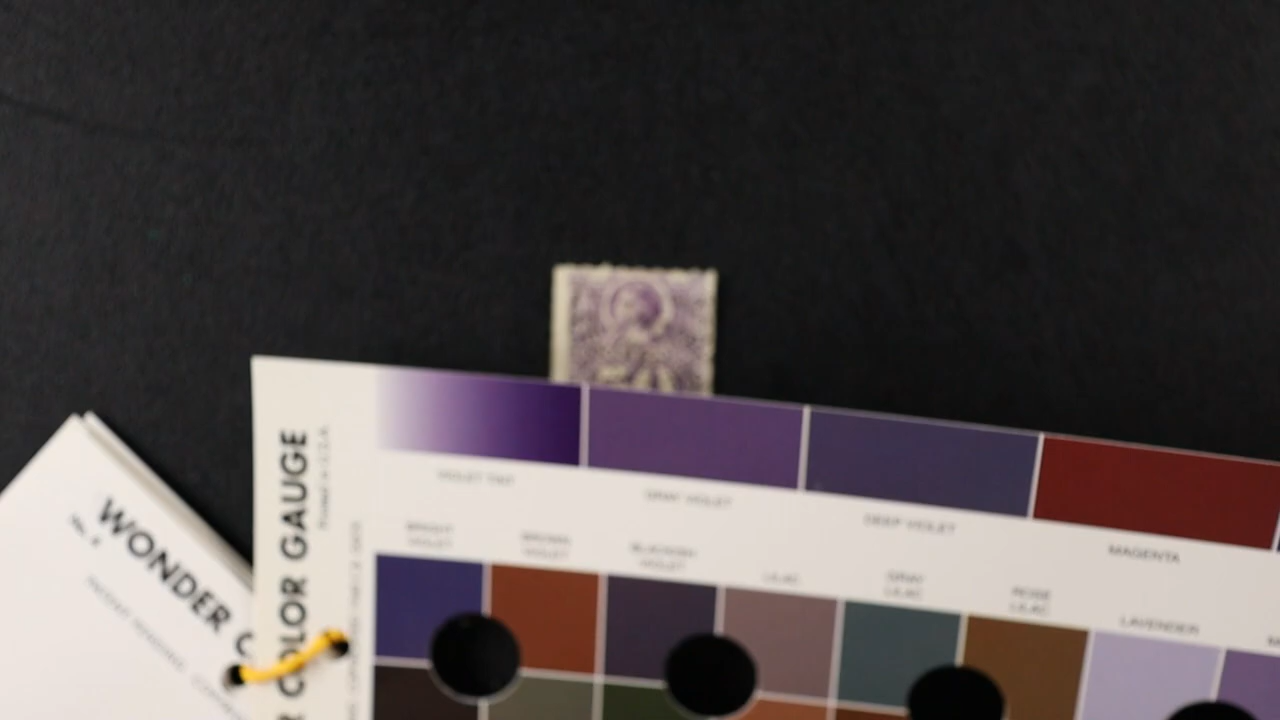 WONDER C
R COLOR GAUGE
VIOLET TINT
GRAY VIOLET
DEEP VIOLET
MAGENTA
BRIGHT
VIOLET
BROWN
VIOLET
BLACKISH
VIOLET
LILAC
GRAY
LILAC
ROSE
LILAC
LAVENDER